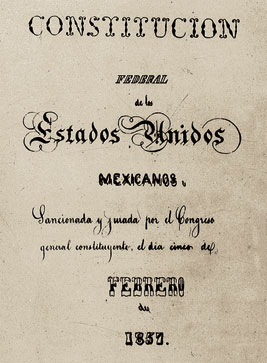 CONSTITUCION
FEDERAL
de los
Estados Unidos
MEXICANOS,
Sancionada y jurada por el Congreso
general constituyente, el dia cinco de
FEBRERO
de
1857.